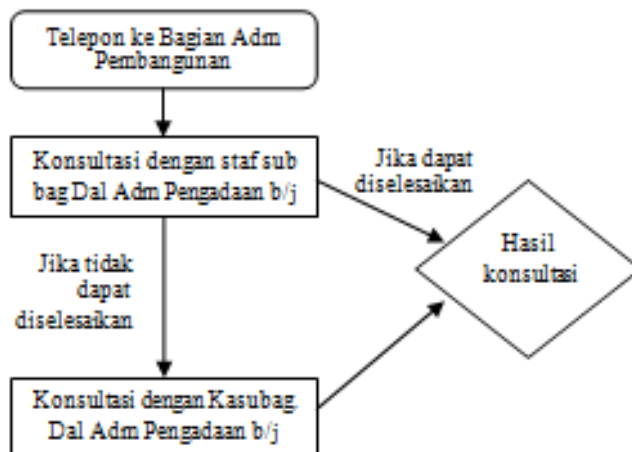 Telepon ke Bagian Adm
Pembangunan
Konsultasi dengan staf sub
bag Dal Adm Pengadaan b/j
Jika dapat
diselesaikan
Hasil
konsultasi
Jika tidak
dapat
diselesaikan
Konsultasi dengan Kasubag.
Dal Adm Pengadaan b/j